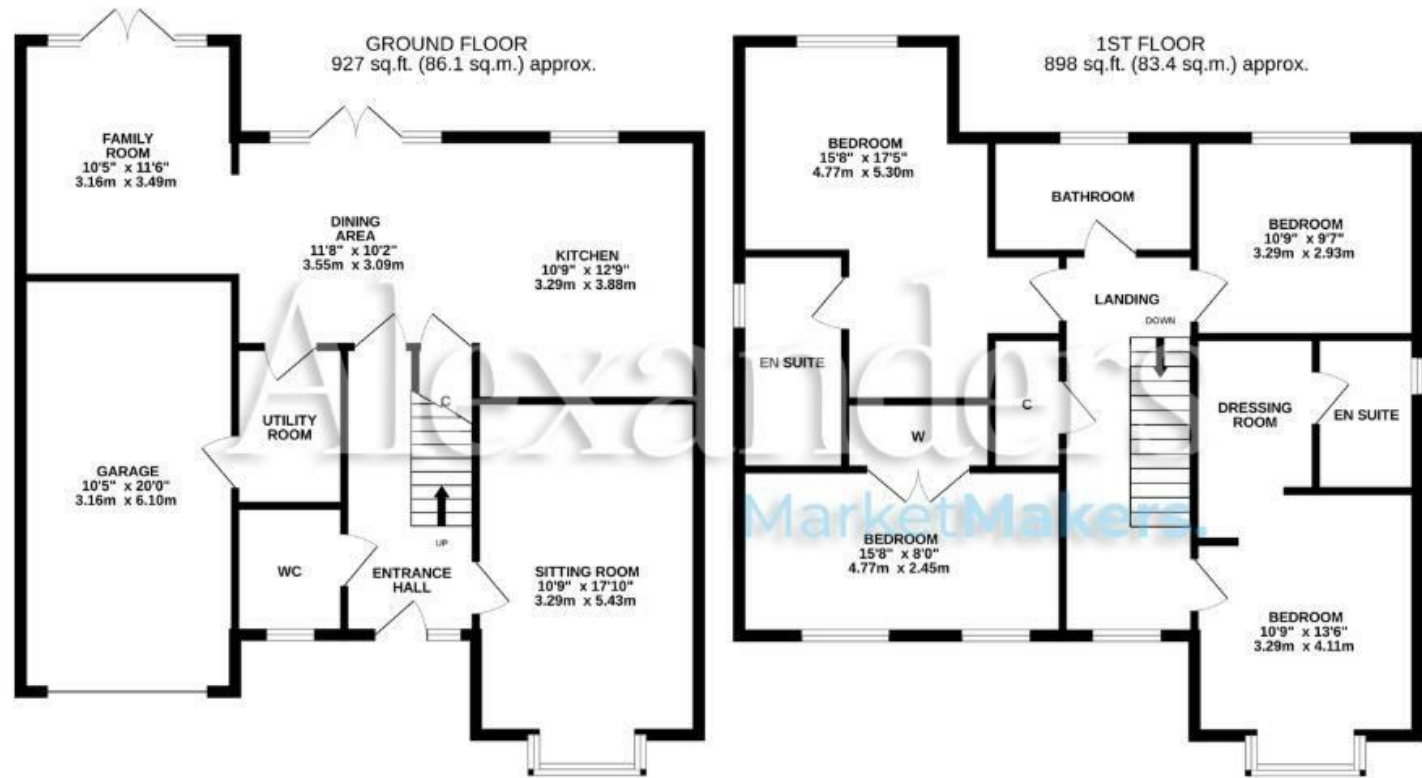 GROUND FLOOR
927 sq.ft. (86.1 sq.m.) approx.
FAMILY
ROOM
10'5" x 11'6"
3.16m x 3.49m
DINING
AREA
11'8" x 10'2"
3.55m x 3.09m
KITCHEN
10'9" x 12'9"
3.29m x 3.88m
C
UTILITY
ROOM
GARAGE
10'5" x 20'0"
3.16m x 6.10m
UP
WC
ENTRANCE
HALL
SITTING ROOM
10'9" x 17'10"
3.29m x 5.43m
1ST FLOOR
898 sq.ft. (83.4 sq.m.) approx.
BEDROOM
15'8" x 17'5"
4.77m x 5.30m
BATHROOM
BEDROOM
10'9" x 9'7"
3.29m x 2.93m
LANDING
DOWN
EN SUITE
C
W
DRESSING
ROOM
EN SUITE
BEDROOM
15'8" x 8'0"
4.77m x 2.45m
BEDROOM
10'9" x 13'6"
3.29m x 4.11m
Alexanders
MarketMakers.